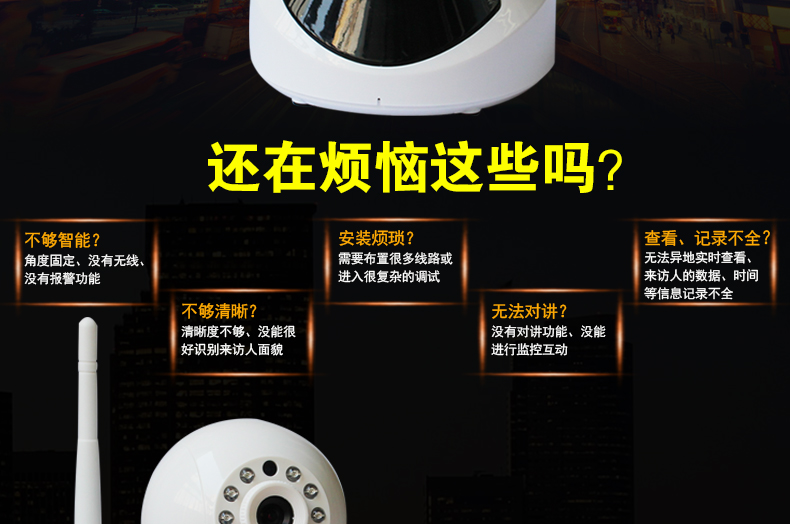 还在烦恼这些吗?
不够智能?
角度固定、没有无线、
没有报警功能
不够清晰?
清晰度不够、没能很
好识别来访人面貌
安装烦琐?
需要布置很多线路或
进入很复杂的调试
无法对讲?
没有对讲功能、没能
进行监控互动
查看、记录不全?
无法异地实时查看、
来访人的数据、时间
等信息记录不全